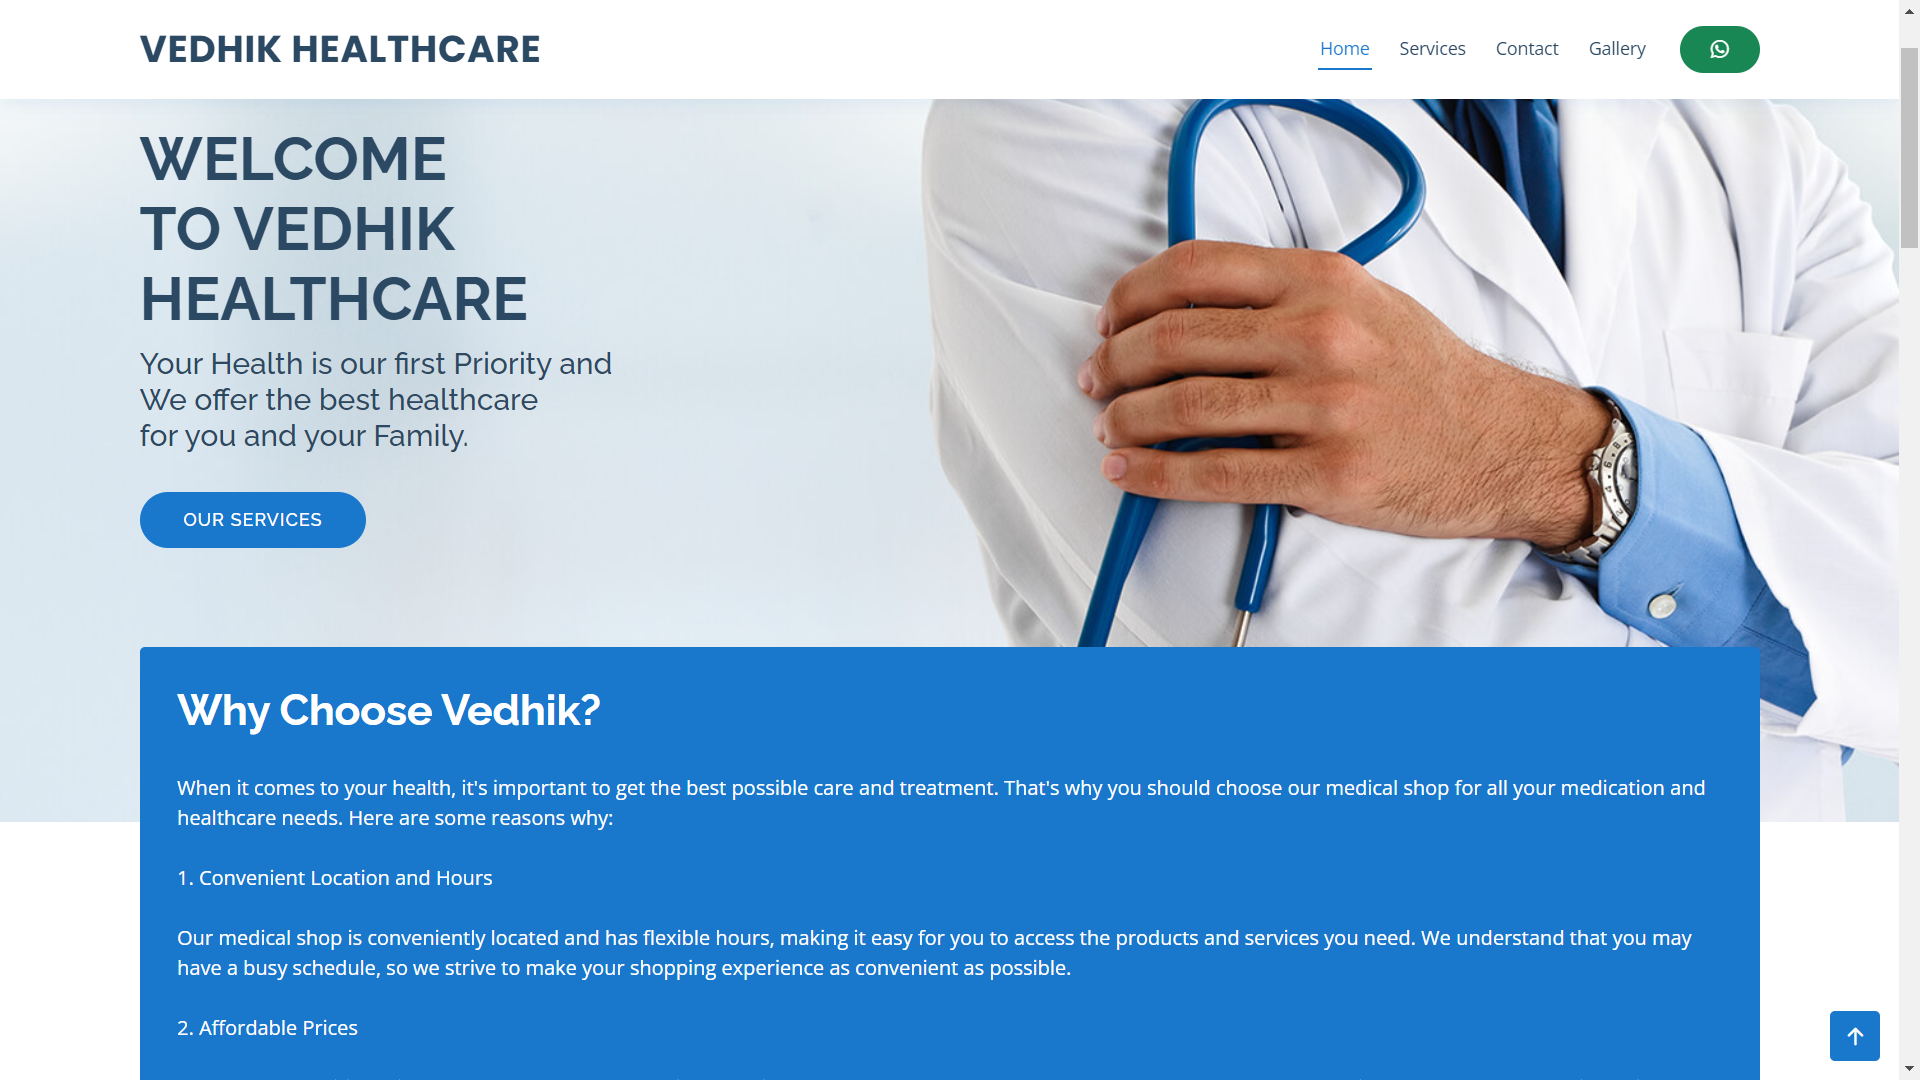 VEDHIK HEALTHCARE
Home
Services
Contact
Gallery
WELCOME
TO VEDHIK
HEALTHCARE
Your Health is our first Priority and
We offer the best healthcare
for you and your Family.
OUR SERVICES
Why Choose Vedhik?
When it comes to your health, it's important to get the best possible care and treatment. That's why you should choose our medical shop for all your medication and
healthcare needs. Here are some reasons why:
1. Convenient Location and Hours
Our medical shop is conveniently located and has flexible hours, making it easy for you to access the products and services you need. We understand that you may
have a busy schedule, so we strive to make your shopping experience as convenient as possible.
2. Affordable Prices